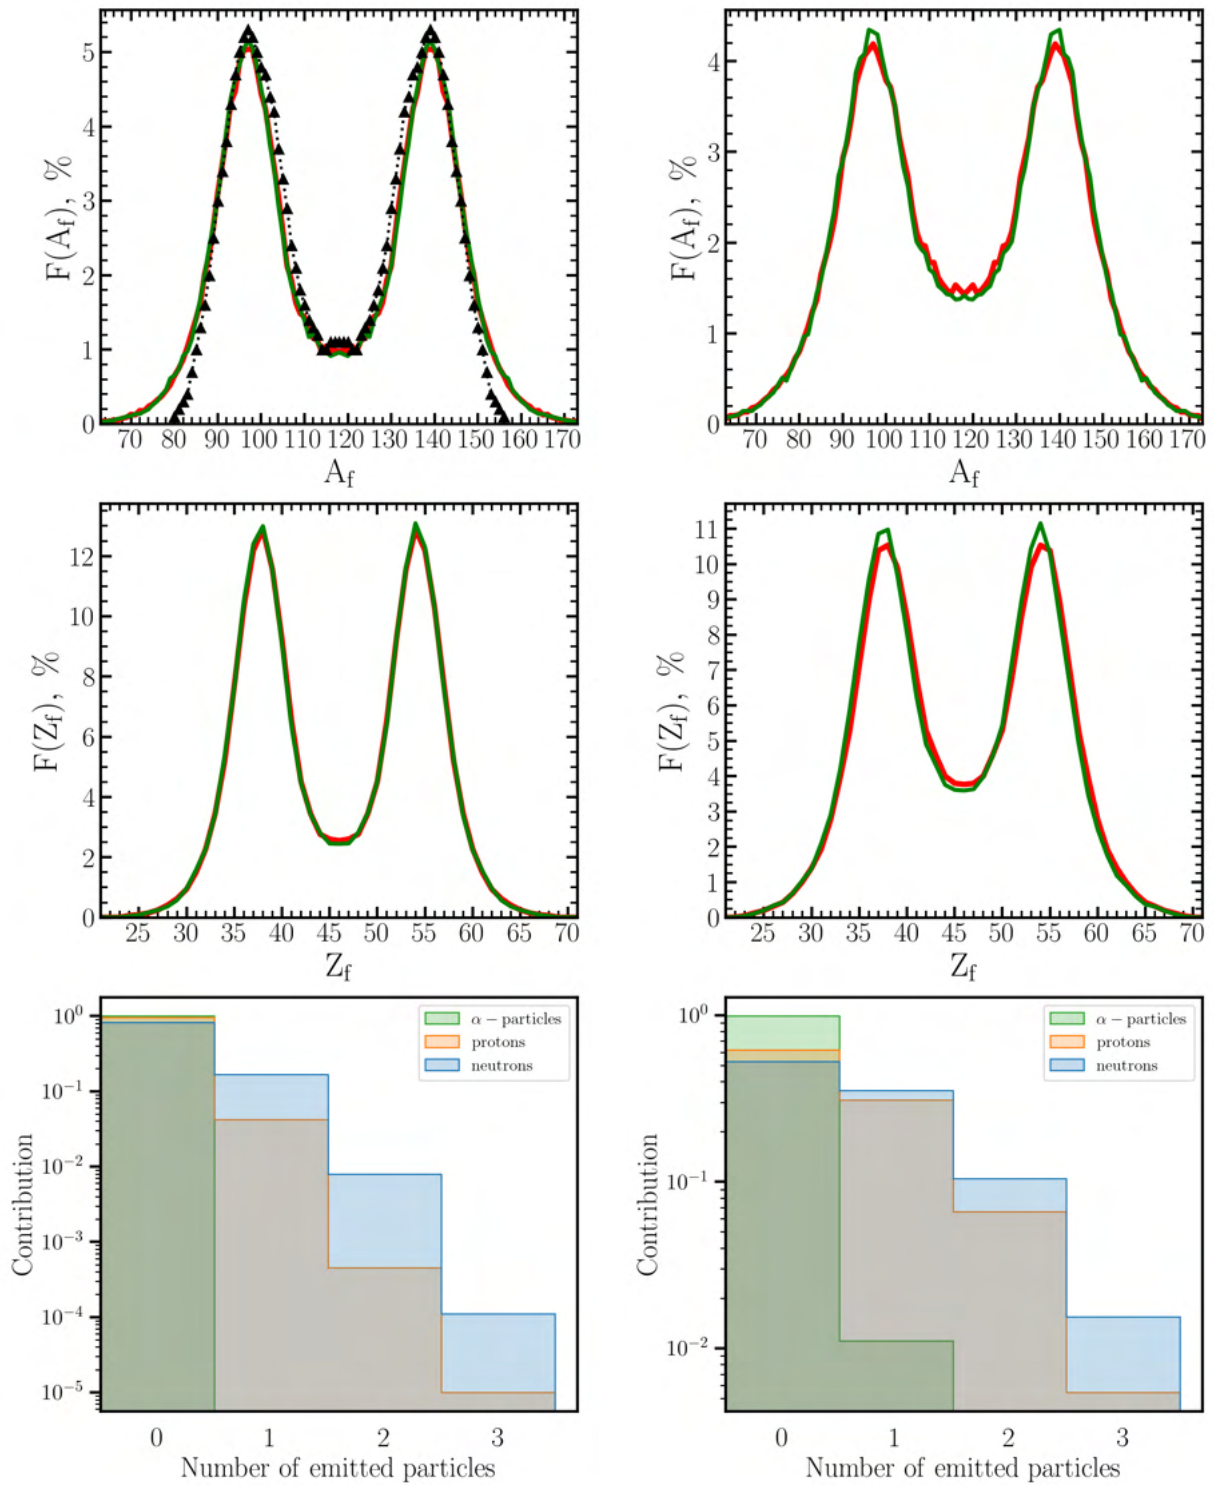 5
4
3
2
1
0
F(A_f), %
70 80 90 100 110 120 130 140 150 160 170
A_f
4
3
2
1
0
F(A_f), %
70 80 90 100 110 120 130 140 150 160 170
A_f
12
10
8
6
4
2
0
F(Z_f), %
25 30 35 40 45 50 55 60 65 70
Z_f
11
10
9
8
7
6
5
4
3
2
1
0
F(Z_f), %
25 30 35 40 45 50 55 60 65 70
Z_f
10^0
10^{-1}
10^{-2}
10^{-3}
10^{-4}
10^{-5}
Contribution
α − particles
protons
neutrons
0 1 2 3
Number of emitted particles
10^0
10^{-1}
10^{-2}
Contribution
α − particles
protons
neutrons
0 1 2 3
Number of emitted particles